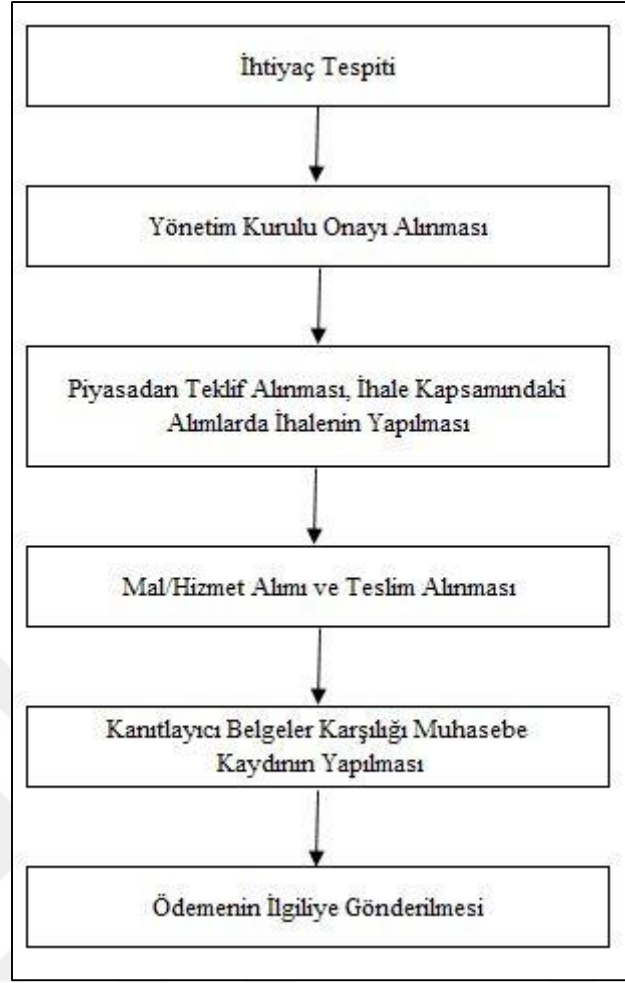 İhtiyaç Tespiti
Yönetim Kurulu Onayı Alınması
Piyasadan Teklif Alınması, İhale Kapsamındaki
Alımlarda İhalenin Yapılması
Mal/Hizmet Alımı ve Teslim Alınması
Kanıtlayıcı Belgeler Karşılığı Muhasebe
Kaydının Yapılması
Ödemenin İlgiliye Gönderilmesi